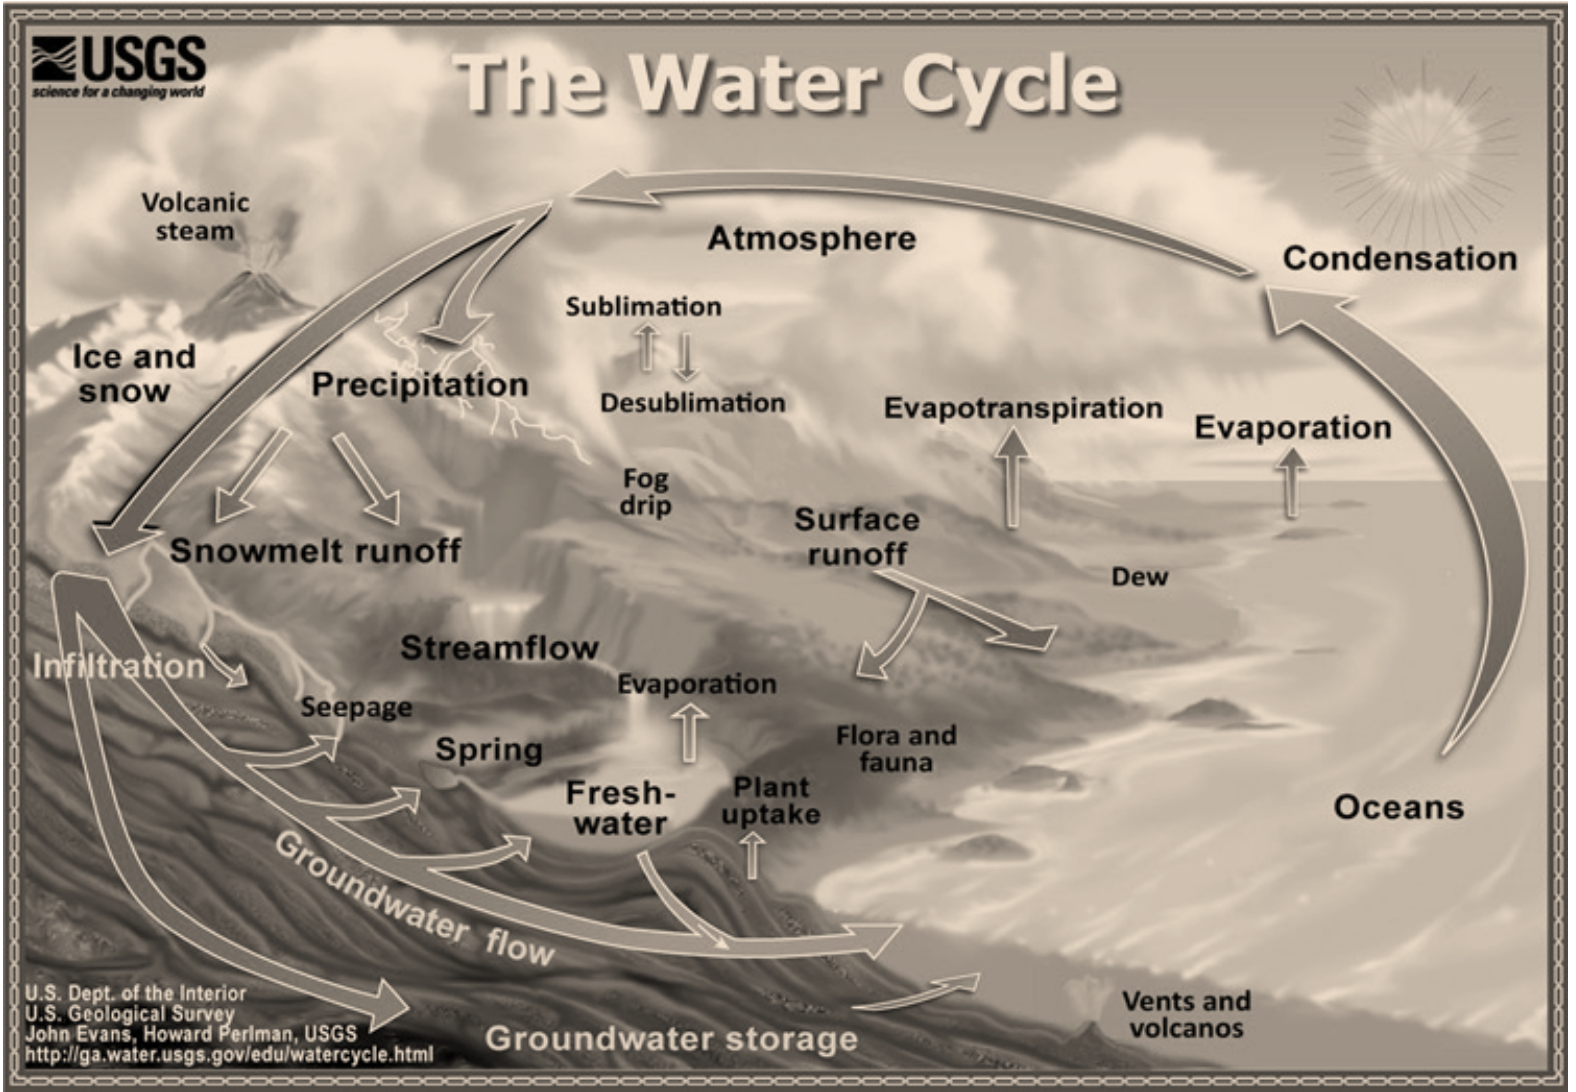 USGS
science for a changing world
The Water Cycle
Volcanic
steam
Atmosphere
Condensation
Sublimation
Ice and
snow
Precipitation
Desublimation
Evapotranspiration
Evaporation
Fog
drip
Surface
runoff
Snowmelt runoff
Dew
Streamflow
Infiltration
Evaporation
Seepage
Spring
Flora and
fauna
Fresh-
water
Plant
uptake
Oceans
Groundwater flow
U.S. Dept. of the Interior
U.S. Geological Survey
John Evans, Howard Perlman, USGS
http://ga.water.usgs.gov/edu/watercycle.html
Groundwater storage
Vents and
volcanos